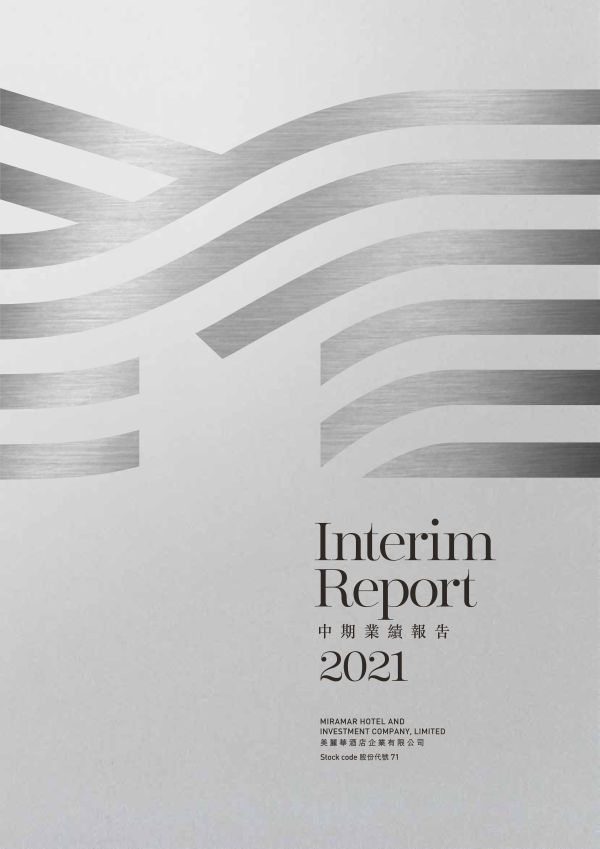 Interim
Report
中期業績報告
2021
MIRAMAR HOTEL AND
INVESTMENT COMPANY, LIMITED
美麗華酒店企業有限公司
Stock code 股份代號 71